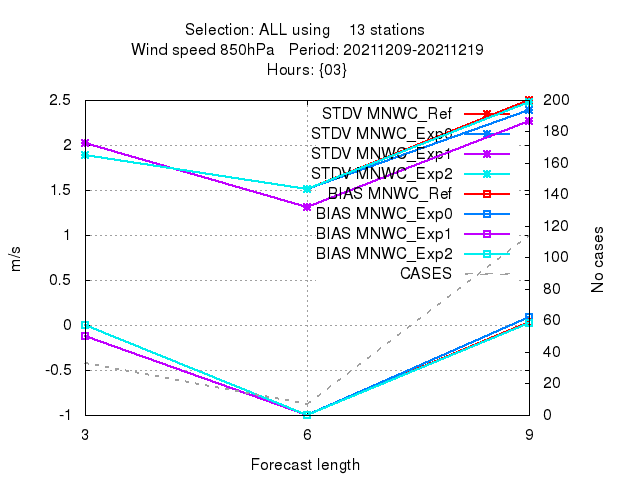 Selection: ALL using 13 stations
Wind speed 850hPa Period: 20211209-20211219
Hours: {03}
2.5
2
1.5
1
0.5
0
-0.5
-1
m/s
STDV MNWC_Ref
STDV MNWC_Exp0
STDV MNWC_Exp1
STDV MNWC_Exp2
BIAS MNWC_Ref
BIAS MNWC_Exp0
BIAS MNWC_Exp1
BIAS MNWC_Exp2
CASES
200
180
160
140
120
100
80
60
40
20
0
No cases
3 6 9
Forecast length